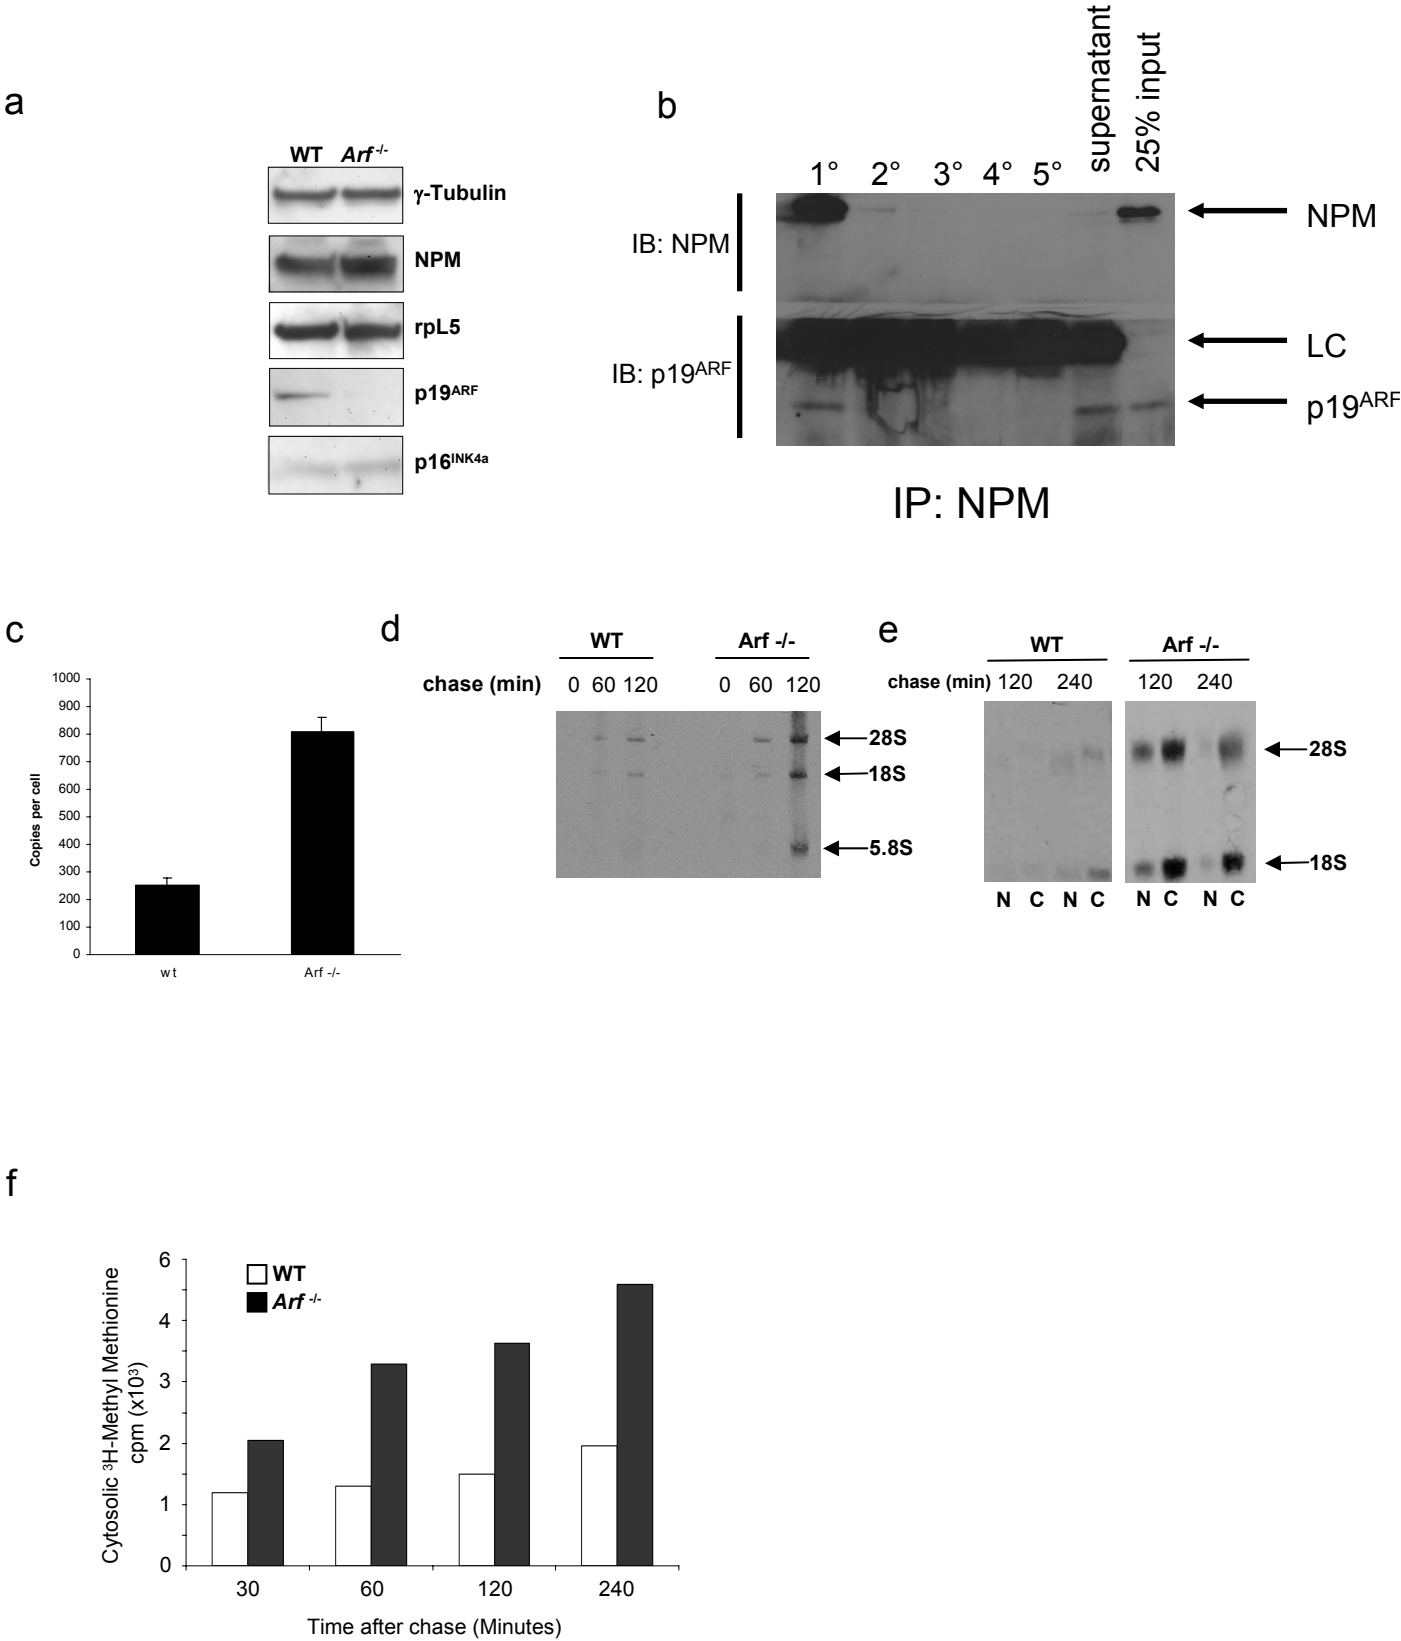 a
WT Arf -/-
γ-Tubulin
NPM
rpL5
p19ARF
p16INK4a
b
supernatant
25% input
1° 2° 3° 4° 5°
IB: NPM
NPM
IB: p19ARF
LC
p19ARF
IP: NPM
c
1000
900
800
700
600
500
400
300
200
100
0
Copies per cell
wt Arf -/-
d
WT Arf -/-
chase (min) 0 60 120 0 60 120
28S
18S
5.8S
e
WT Arf -/-
chase (min) 120 240 120 240
28S
18S
N C N C N C N C
f
WT
Arf -/-
6
4
3
2
1
0
Cytosolic 3H-Methyl Methionine
cpm (x10³)
30 60 120 240
Time after chase (Minutes)